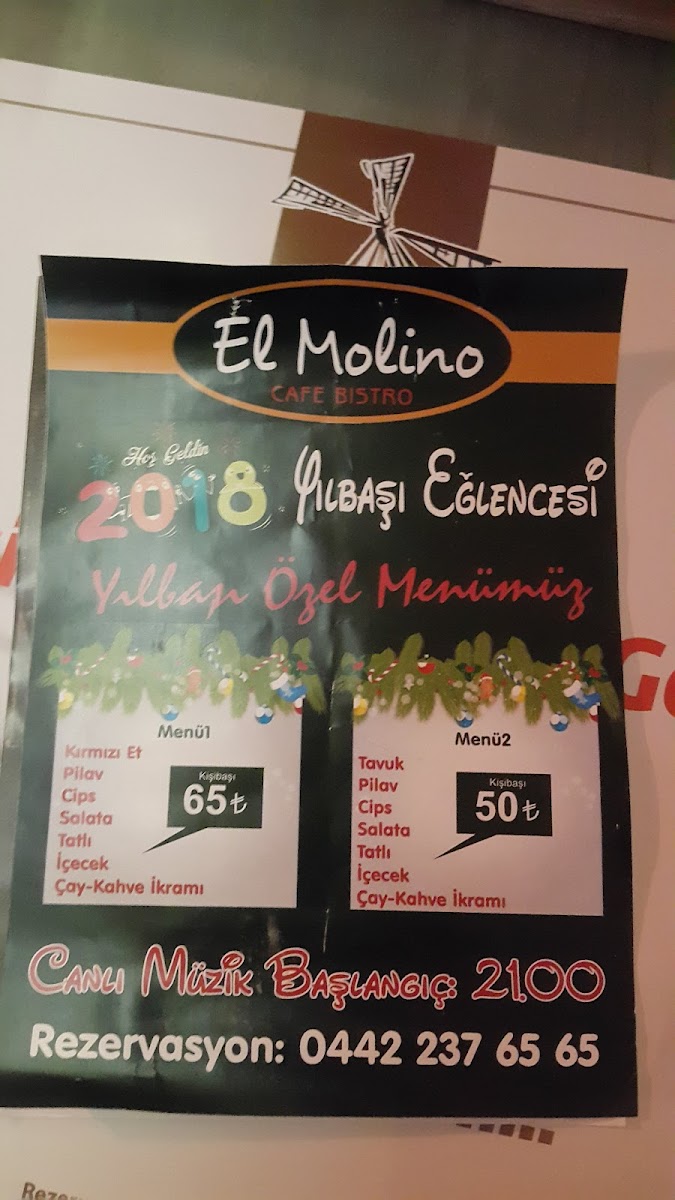 El Molino
CAFE BISTRO
Hoş Geldin
2018 Yılbaşı Eğlencesi
Yılbaşı Özel Menümüz
Menü1
Kırmızı Et
Pilav
Cips
Salata
Tatlı
İçecek
Çay-Kahve İkramı
Kişibaşı
65₺
Menü2
Tavuk
Pilav
Cips
Salata
Tatlı
İçecek
Çay-Kahve İkramı
Kişibaşı
50₺
Canlı Müzik Başlangıç: 21.00
Rezervasyon: 0442 237 65 65